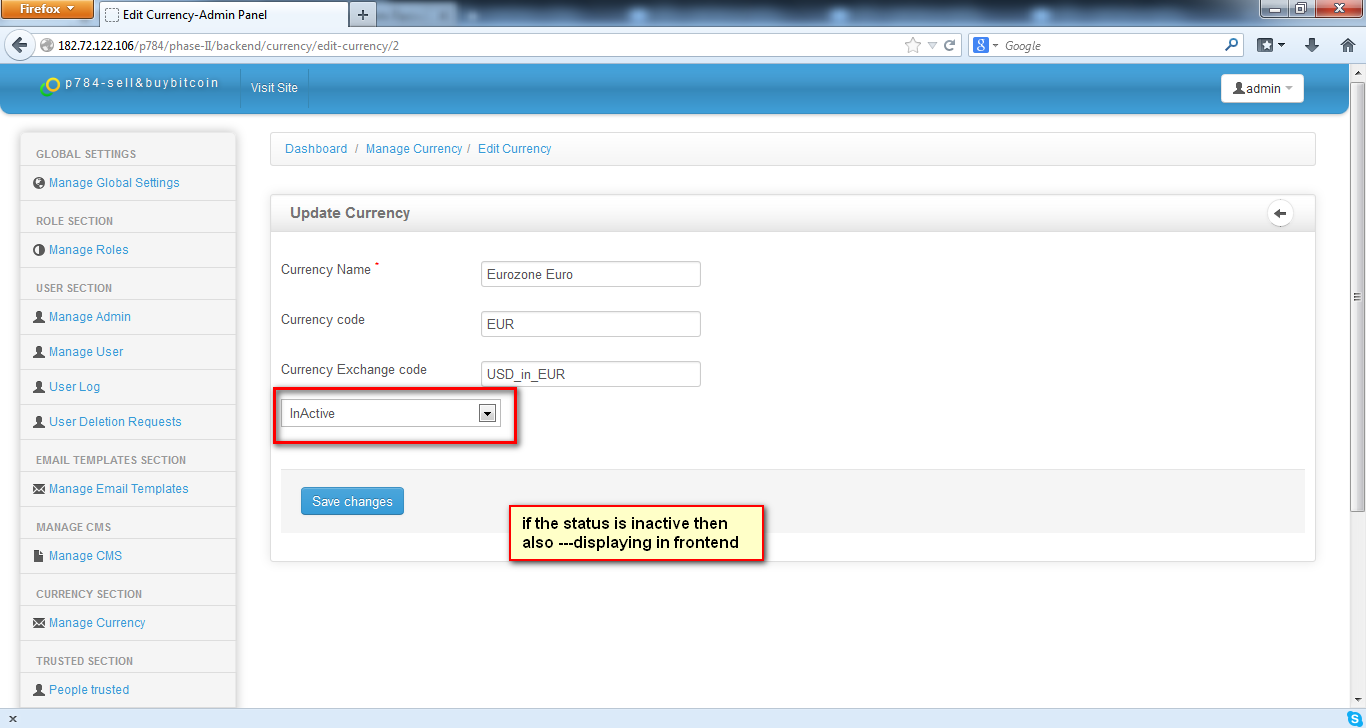 Firefox
Edit Currency-Admin Panel
182.72.122.106/p784/phase-II/backend/currency/edit-currency/2
Google
p784-sell&buybitcoin
Visit Site
admin
GLOBAL SETTINGS
Manage Global Settings
ROLE SECTION
Manage Roles
USER SECTION
Manage Admin
Manage User
User Log
User Deletion Requests
EMAIL TEMPLATES SECTION
Manage Email Templates
MANAGE CMS
Manage CMS
CURRENCY SECTION
Manage Currency
TRUSTED SECTION
People trusted
Dashboard / Manage Currency / Edit Currency
Update Currency
Currency Name * Eurozone Euro
Currency code EUR
Currency Exchange code USD_in_EUR
InActive
Save changes
if the status is inactive then
also ---displaying in frontend